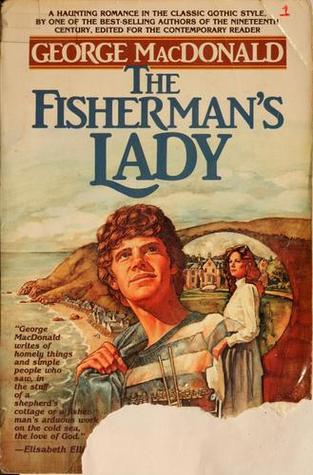 A HAUNTING ROMANCE IN THE CLASSIC GOTHIC STYLE,
BY ONE OF THE BEST-SELLING AUTHORS OF THE NINETEENTH
CENTURY, EDITED FOR THE CONTEMPORARY READER
1
GEORGE MACDONALD
THE
FISHERMAN'S
LADY
"George
MacDonald
writes of
homely things
and simple
people who
saw, in
the stuff
of a
shepherd's
cottage or a
man's arduous work
on the cold sea,
the love of God."
—Elisabeth